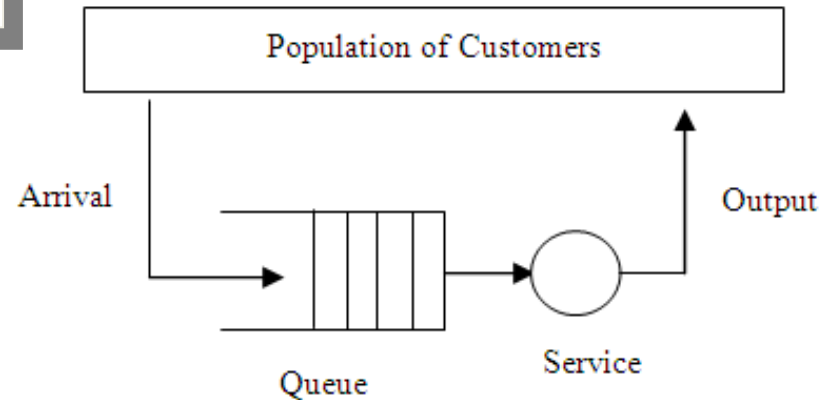 Population of Customers
Arrival
Output
Service
Queue